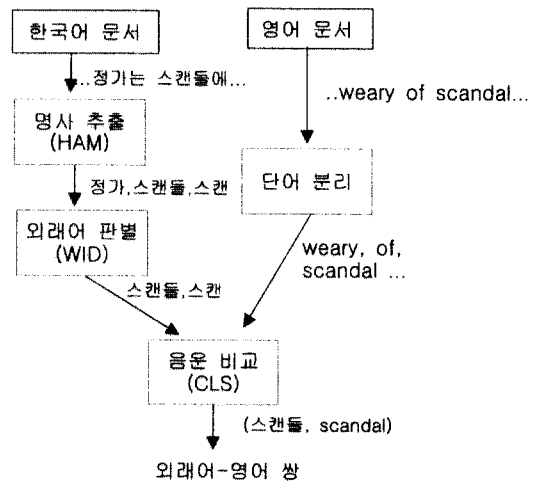 한국어 문서
영어 문서
..정가는 스캔들에...
..weary of scandal...
명사 추출
(HAM)
단어 분리
정가,스캔들,스캔
외래어 판별
(WID)
weary, of,
scandal ...
스캔들,스캔
음운 비교
(CLS)
(스캔들, scandal)
외래어-영어 쌍